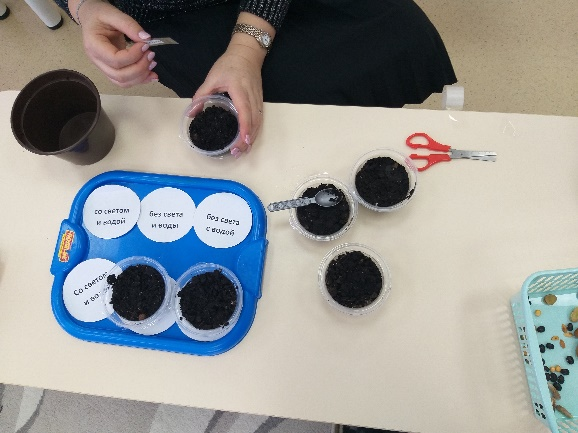 со светом
и водой
без света
и воды
без света
с водой
Со светом
и